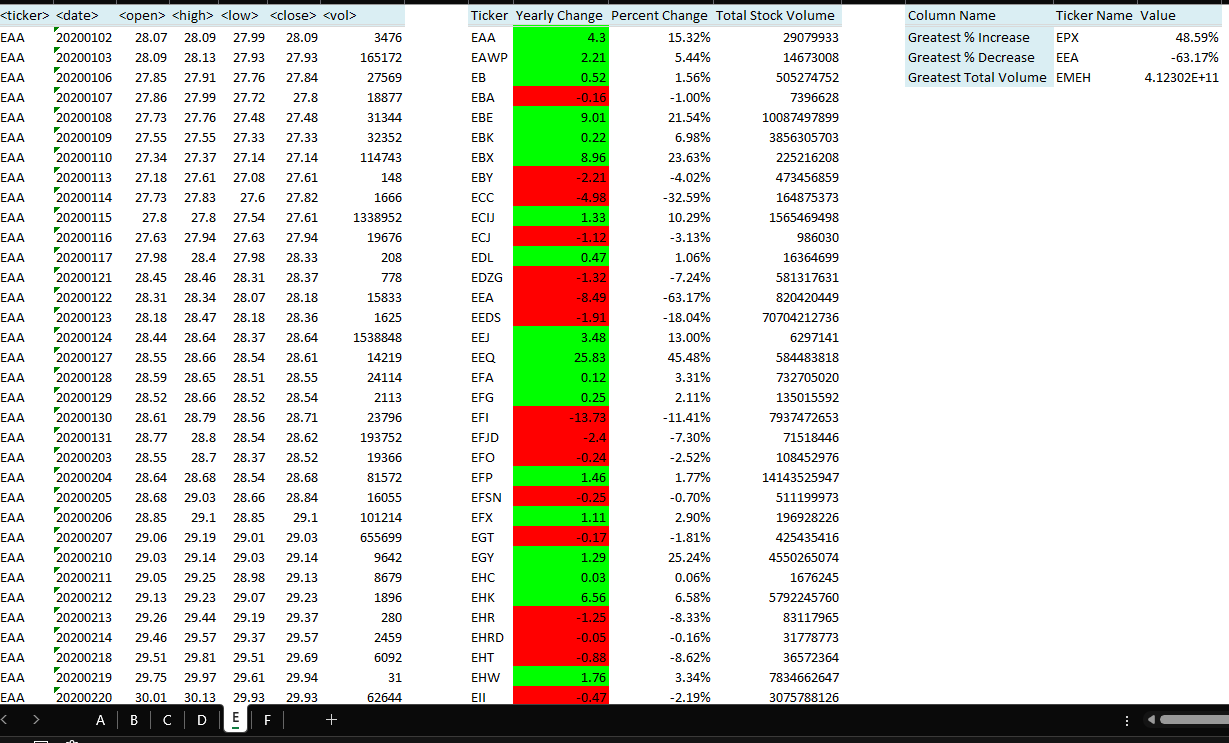 <ticker> <date> <open> <high> <low> <close> <vol> Ticker Yearly Change Percent Change Total Stock Volume Column Name Ticker Name Value
EAA 20200102 28.07 28.09 27.99 28.09 3476 EAA 4.3 15.32% 29079933 Greatest % Increase EPX 48.59%
EAA 20200103 28.09 28.13 27.93 27.93 165172 EAWP 2.21 5.44% 14673008 Greatest % Decrease EEA -63.17%
EAA 20200106 27.85 27.91 27.76 27.84 27569 EB 0.52 1.56% 505274752 Greatest Total Volume EMEH 4.12302E+11
EAA 20200107 27.86 27.99 27.72 27.8 18877 EBA -0.16 -1.00% 7396628
EAA 20200108 27.73 27.76 27.48 27.48 31344 EBE 9.01 21.54% 10087497899
EAA 20200109 27.55 27.55 27.33 27.33 32352 EBK 0.22 6.98% 3856305703
EAA 20200110 27.34 27.37 27.14 27.14 114743 EBX 8.96 23.63% 225216208
EAA 20200113 27.18 27.61 27.08 27.61 148 EBY -2.21 -4.02% 473456859
EAA 20200114 27.73 27.83 27.6 27.82 1666 ECC -4.98 -32.59% 164875373
EAA 20200115 27.8 27.8 27.54 27.61 1338952 ECIJ 1.33 10.29% 1565469498
EAA 20200116 27.63 27.94 27.63 27.94 19676 ECJ -1.12 -3.13% 986030
EAA 20200117 27.98 28.4 27.98 28.33 208 EDL 0.47 1.06% 16364699
EAA 20200121 28.45 28.46 28.31 28.37 778 EDZG -1.32 -7.24% 581317631
EAA 20200122 28.31 28.34 28.07 28.18 15833 EEA -8.49 -63.17% 820420449
EAA 20200123 28.18 28.47 28.18 28.36 1625 EEDS -1.91 -18.04% 70704212736
EAA 20200124 28.44 28.64 28.37 28.64 1538848 EEJ 3.48 13.00% 6297141
EAA 20200127 28.55 28.66 28.54 28.61 14219 EEQ 25.83 45.48% 584483818
EAA 20200128 28.59 28.65 28.51 28.55 24114 EFA 0.12 3.31% 732705020
EAA 20200129 28.52 28.66 28.52 28.54 2113 EFG 0.25 2.11% 135015592
EAA 20200130 28.61 28.79 28.56 28.71 23796 EFI -13.73 -11.41% 7937472653
EAA 20200131 28.77 28.8 28.54 28.62 193752 EFJD -2.4 -7.30% 71518446
EAA 20200203 28.55 28.7 28.37 28.52 19366 EFO -0.24 -2.52% 108452976
EAA 20200204 28.64 28.68 28.54 28.68 81572 EFP 1.46 1.77% 14143525947
EAA 20200205 28.68 29.03 28.66 28.84 16055 EFSN -0.25 -0.70% 511199973
EAA 20200206 28.85 29.1 28.85 29.1 101214 EFX 1.11 2.90% 196928226
EAA 20200207 29.06 29.19 29.01 29.03 655699 EGT -0.17 -1.81% 425435416
EAA 20200210 29.03 29.14 29.03 29.14 9642 EGY 1.29 25.24% 4550265074
EAA 20200211 29.05 29.25 28.98 29.13 8679 EHC 0.03 0.06% 1676245
EAA 20200212 29.13 29.23 29.07 29.23 1896 EHK 6.56 6.58% 5792245760
EAA 20200213 29.26 29.44 29.19 29.37 280 EHR -1.25 -8.33% 83117965
EAA 20200214 29.46 29.57 29.37 29.57 2459 EHRD -0.05 -0.16% 31778773
EAA 20200218 29.51 29.81 29.51 29.69 6092 EHT -0.88 -8.62% 36572364
EAA 20200219 29.75 29.97 29.61 29.94 31 EHW 1.76 3.34% 7834662647
EAA 20200220 30.01 30.13 29.93 29.93 62644 EII -0.47 -2.19% 3075788126
A B C D E F